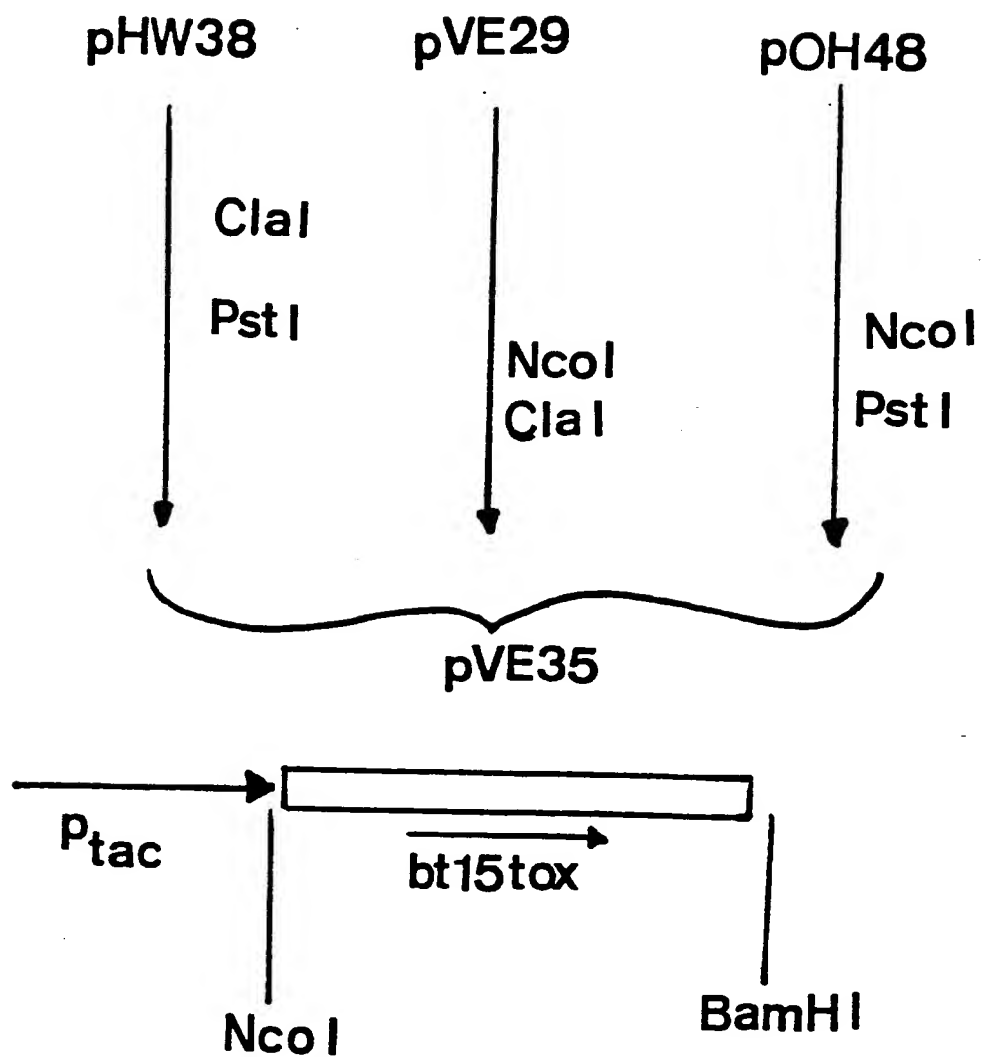 pHW38
pVE29
pOH48
ClaI
PstI
NcoI
ClaI
NcoI
PstI
pVE35
Ptac
bt15tox
NcoI
BamHI